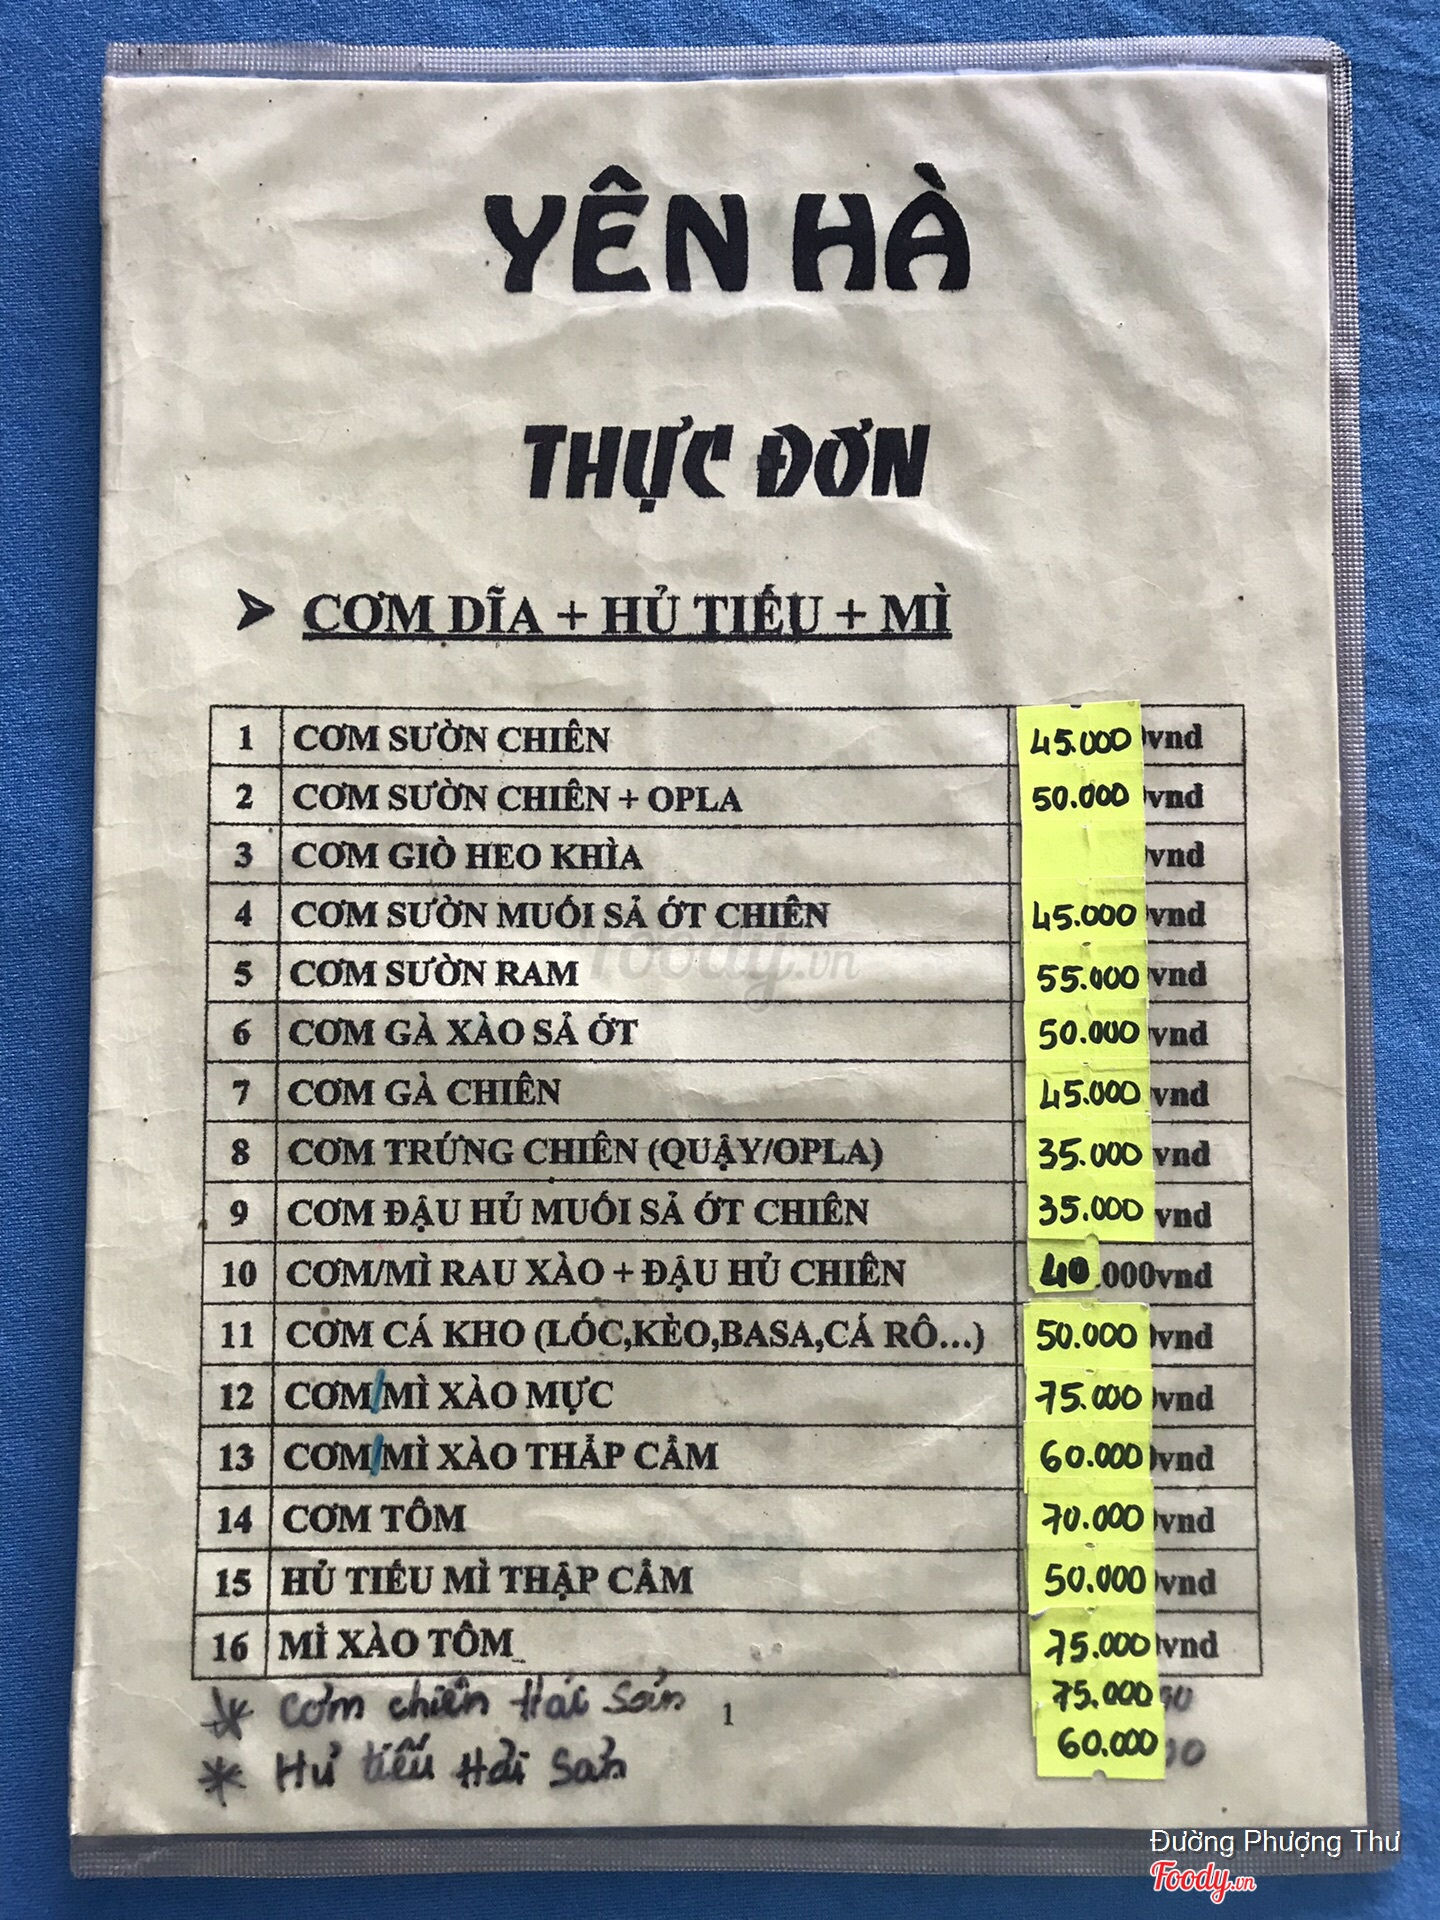 YÊN HÀ
THỰC ĐƠN
➤ CƠM DĨA + HỦ TIẾU + MÌ
1 CƠM SƯỜN CHIÊN 45.000 vnd
2 CƠM SƯỜN CHIÊN + OPLA 50.000 vnd
3 CƠM GIÒ HEO KHÌA vnd
4 CƠM SƯỜN MUỐI SẢ ỚT CHIÊN 45.000 vnd
5 CƠM SƯỜN RAM 55.000 vnd
6 CƠM GÀ XÀO SẢ ỚT 50.000 vnd
7 CƠM GÀ CHIÊN 45.000 vnd
8 CƠM TRỨNG CHIÊN (QUẬY/OPLA) 35.000 vnd
9 CƠM ĐẬU HỦ MUỐI SẢ ỚT CHIÊN 35.000 vnd
10 CƠM/MÌ RAU XÀO + ĐẬU HỦ CHIÊN 40.000vnd
11 CƠM CÁ KHO (LÓC,KÈO,BASA,CÁ RÔ...) 50.000 vnd
12 CƠM/MÌ XÀO MỰC 75.000 vnd
13 CƠM/MÌ XÀO THẬP CẨM 60.000 vnd
14 CƠM TÔM 70.000 vnd
15 HỦ TIẾU MÌ THẬP CẨM 50.000 vnd
16 MÌ XÀO TÔM 75.000 vnd
* Cơm chiên Hải Sản 75.000
1
* Hủ tiếu Hải Sản 60.000
foody.vn
Đường Phượng Thư
Foody.vn